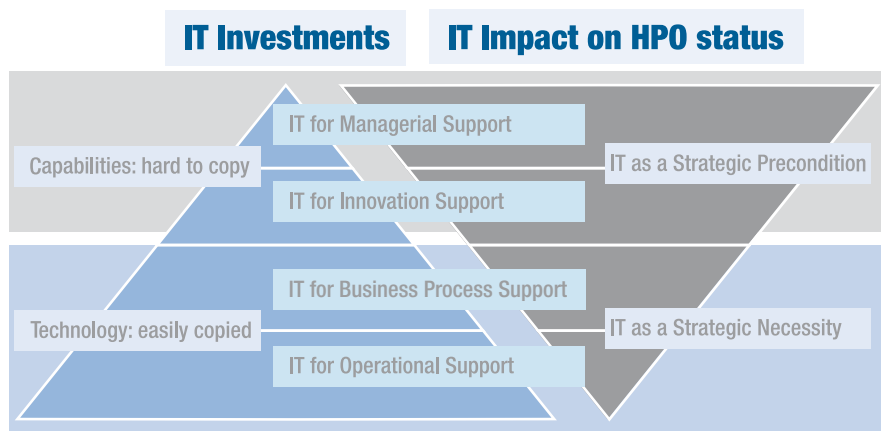 IT Investments
IT Impact on HPO status
IT for Managerial Support
Capabilities: hard to copy
IT as a Strategic Precondition
IT for Innovation Support
IT for Business Process Support
Technology: easily copied
IT as a Strategic Necessity
IT for Operational Support